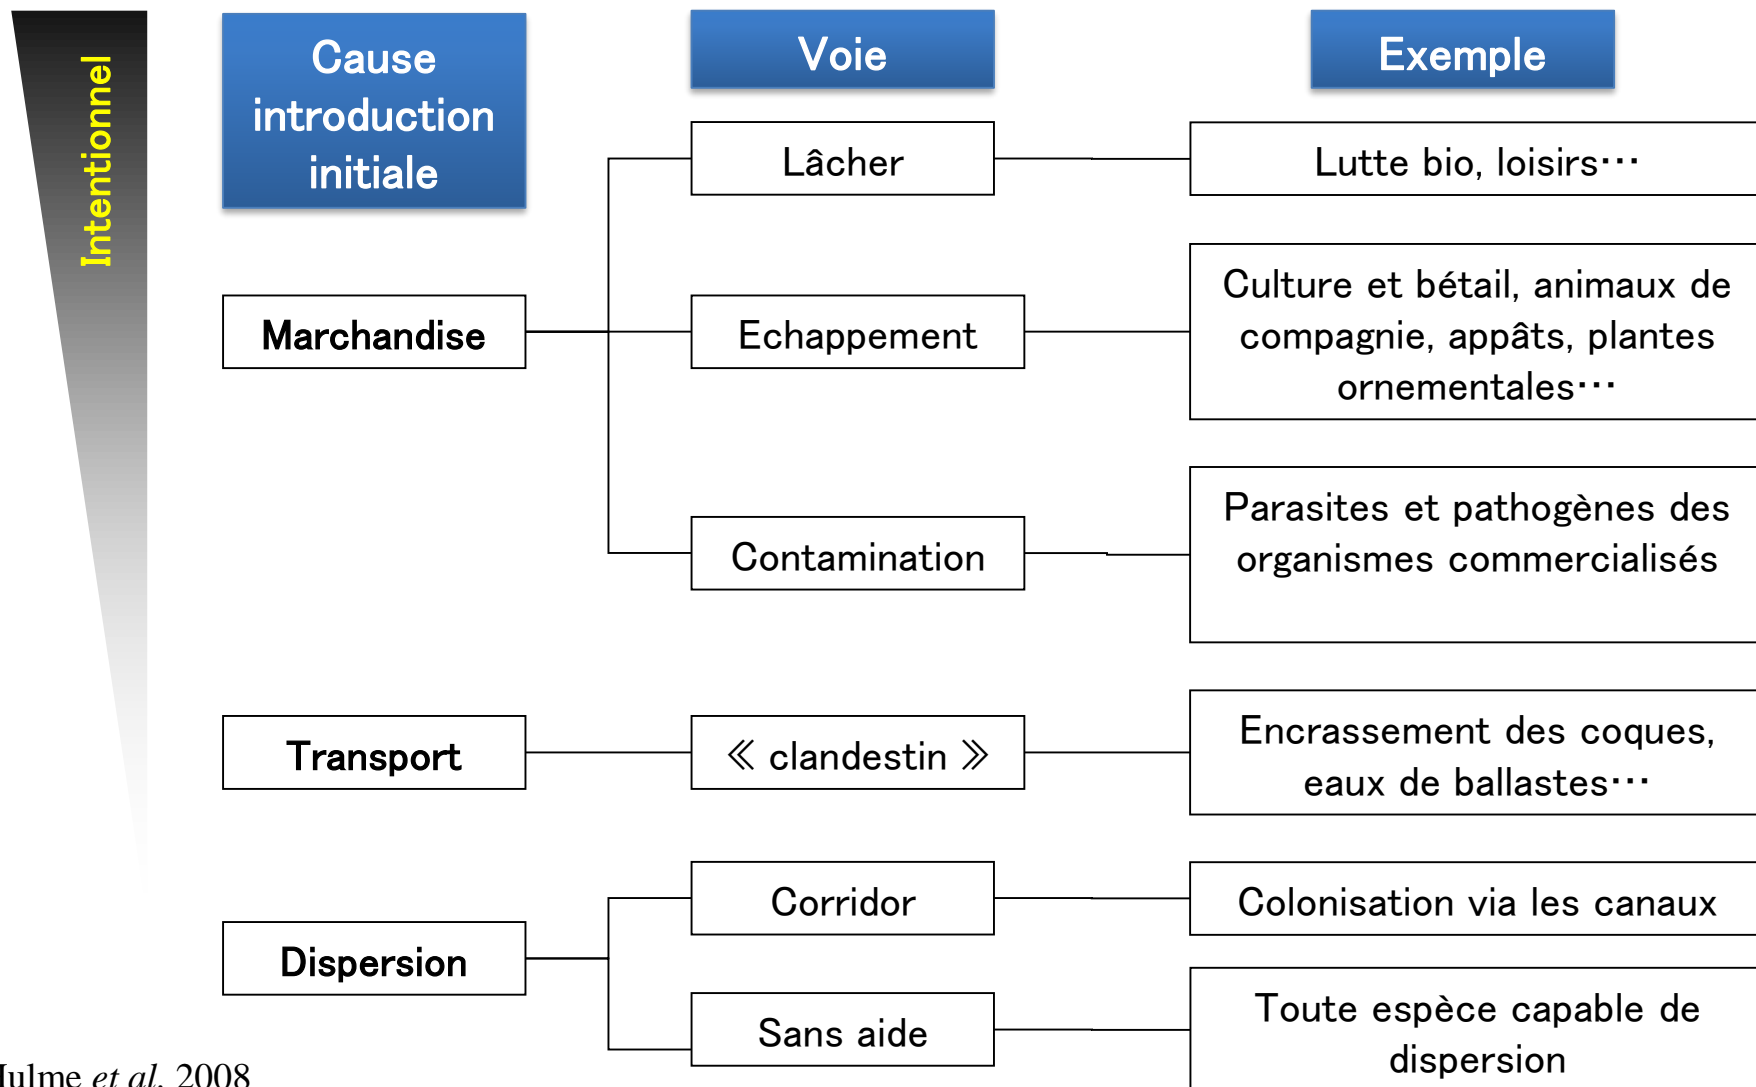 Intentionnel
Cause
introduction
initiale
Voie
Exemple
Lâcher
Lutte bio, loisirs…
Marchandise
Echappement
Culture et bétail, animaux de
compagnie, appâts, plantes
ornementales…
Contamination
Parasites et pathogènes des
organismes commercialisés
Transport
« clandestin »
Encrassement des coques,
eaux de ballastes…
Dispersion
Corridor
Colonisation via les canaux
Sans aide
Toute espèce capable de
dispersion
Hulme et al. 2008